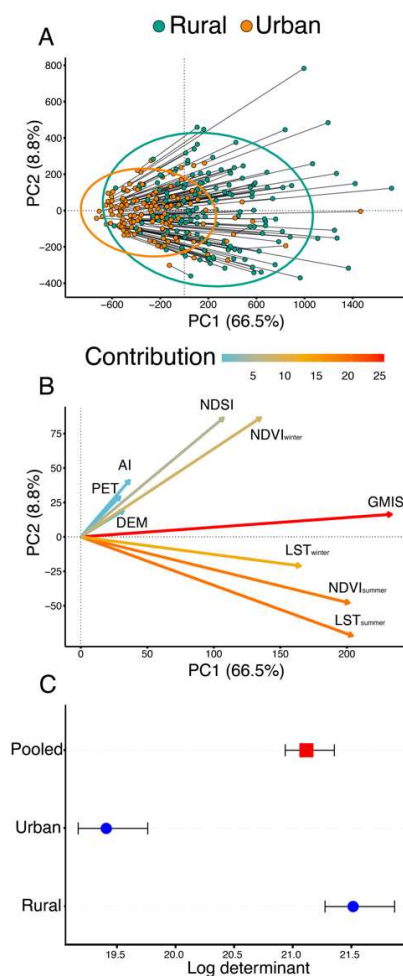 A
Rural Urban
PC2 (8.8%)
800
600
400
200
0
−200
−400
−600 −200 200 600 1000 1400
PC1 (66.5%)
Contribution
5 10 15 20 25
B
PC2 (8.8%)
75
50
25
0
−25
−50
NDSI
NDVIwinter
AI
PET
DEM
GMIS
LSTwinter
NDVIsummer
LSTsummer
0 50 100 150 200
PC1 (66.5%)
C
Pooled
Urban
Rural
19.5 20.0 20.5 21.0 21.5
Log determinant